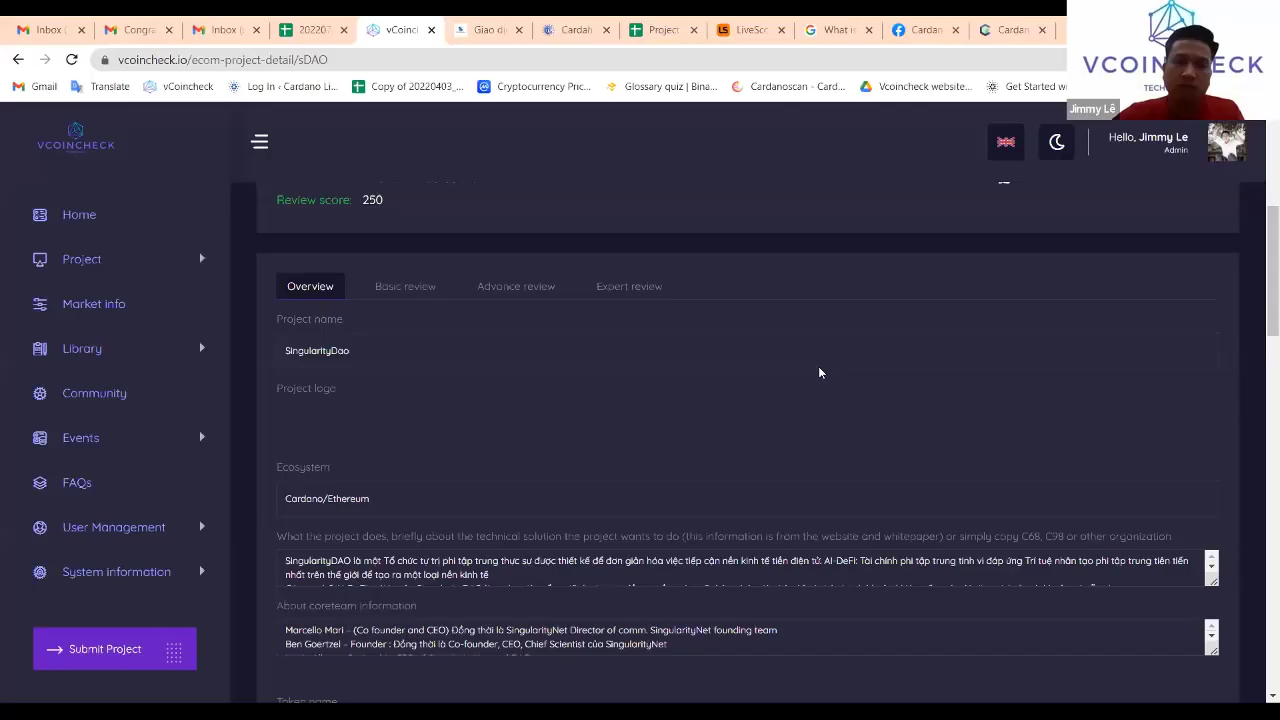 Inbox (
Congra
Inbox (
202207
vCoinc
Giao dị
Cardan
Project
LiveSco
What is
Cardan
Cardan
vcoincheck.io/ecom-project-detail/sDAO
Gmail
Translate
vCoincheck
Log In ‹ Cardano Li...
Copy of 20220403_...
Cryptocurrency Pric...
Glossary quiz | Bina...
Cardanoscan - Card...
Vcoincheck website...
Get Started w
VCOINCHECK
Jimmy Lê
VCOINCHECK
Hello, Jimmy Le
Admin
Review score: 250
Home
Project
Market info
Library
Community
Events
FAQs
User Management
System information
Submit Project
Overview
Basic review
Advance review
Expert review
Project name
SingularityDao
Project logo
Ecosystem
Cardano/Ethereum
What the project does, briefly about the technical solution the project wants to do (this information is from the website and whitepaper) or simply copy C68, C98 or other organization
SingularityDAO là một Tổ chức tự trị phi tập trung thực sự được thiết kế để đơn giản hóa việc tiếp cận nền kinh tế tiền điện tử. AI-DeFi: Tài chính phi tập trung tinh vi đáp ứng Trí tuệ nhân tạo phi tập trung tiên tiến
nhất trên thế giới để tạo ra một loại nền kinh tế
About coreteam information
Marcello Mari – (Co founder and CEO) Đồng thời là SingularityNet Director of comm. SingularityNet founding team
Ben Goertzel – Founder : Đồng thời là Co-founder, CEO, Chief Scientist của SingularityNet
Token name